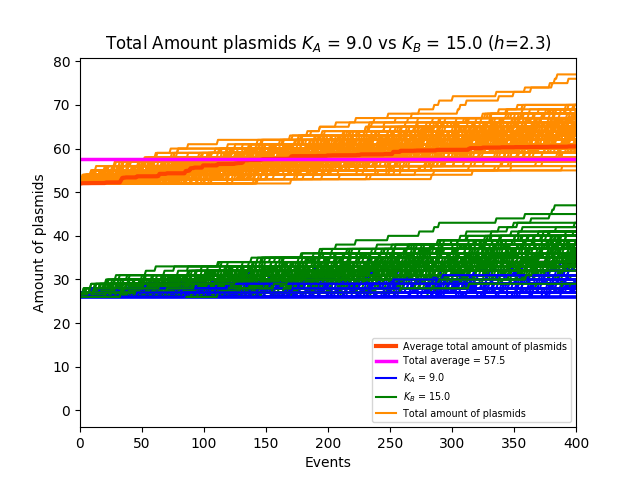 Total Amount plasmids K_A = 9.0 vs K_B = 15.0 (h=2.3)
Amount of plasmids
80
70
60
50
40
30
20
10
0
Average total amount of plasmids
Total average = 57.5
K_A = 9.0
K_B = 15.0
Total amount of plasmids
0 50 100 150 200 250 300 350 400
Events